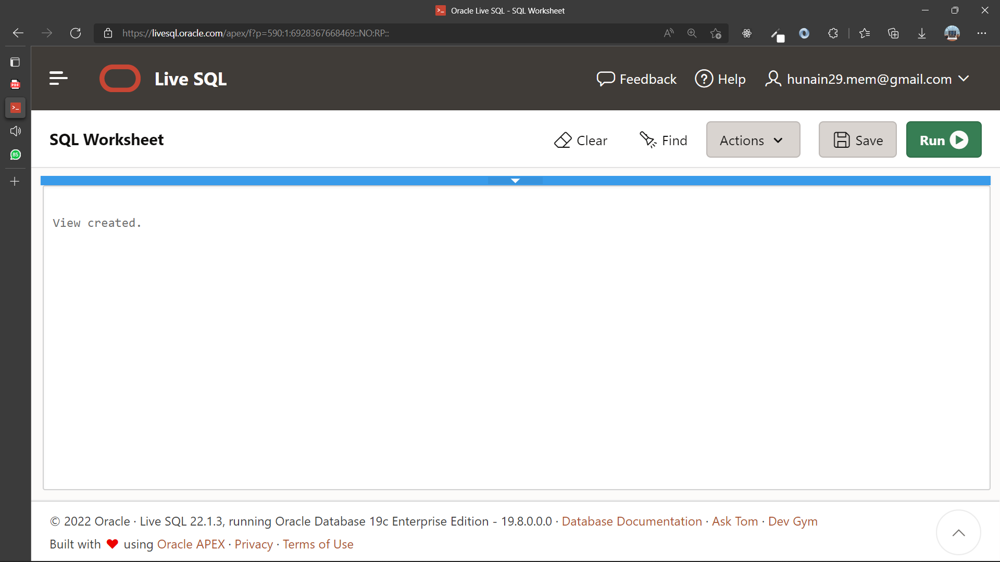 Oracle Live SQL - SQL Worksheet
https://livesql.oracle.com/apex/f?p=590:1:6928367668469::NO:RP::
PDF
85
Live SQL
Feedback
Help
hunain29.mem@gmail.com
SQL Worksheet
Clear
Find
Actions
Save
Run
View created.
© 2022 Oracle · Live SQL 22.1.3, running Oracle Database 19c Enterprise Edition - 19.8.0.0.0 · Database Documentation · Ask Tom · Dev Gym
Built with ❤ using Oracle APEX · Privacy · Terms of Use